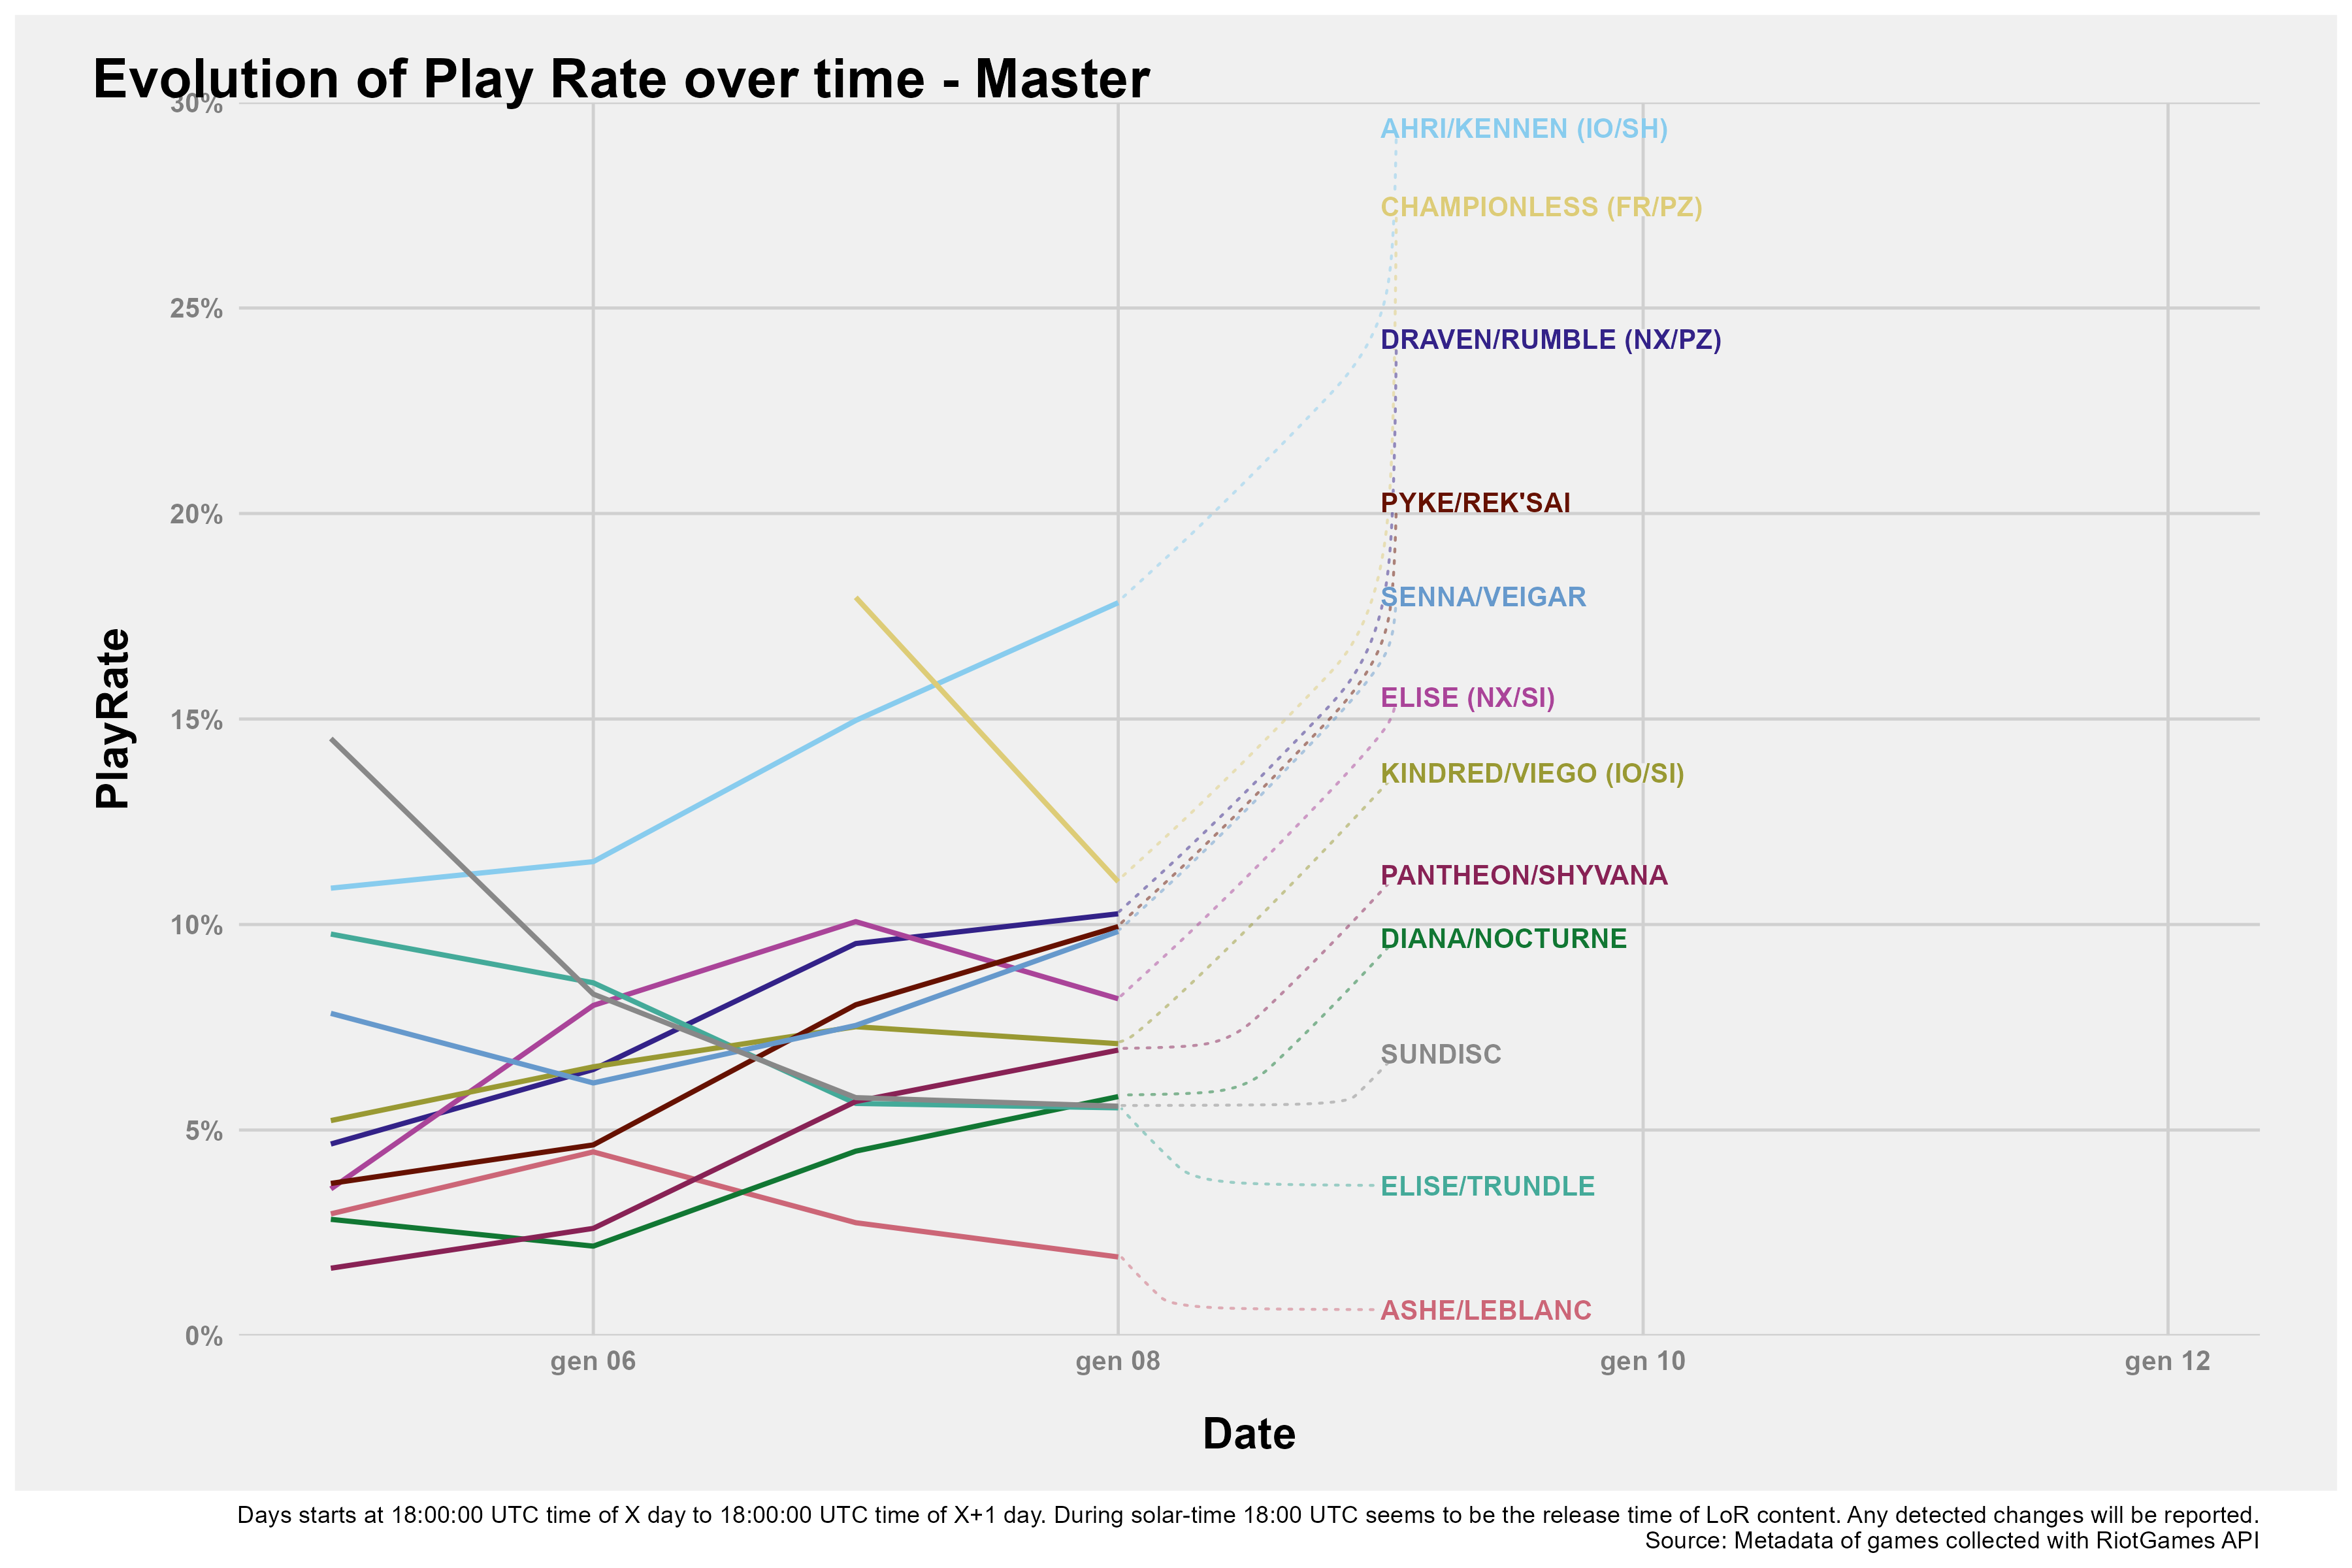 Evolution of Play Rate over time - Master
30%
AHRI/KENNEN (IO/SH)
CHAMPIONLESS (FR/PZ)
25%
DRAVEN/RUMBLE (NX/PZ)
20%
PYKE/REK'SAI
SENNA/VEIGAR
15%
ELISE (NX/SI)
KINDRED/VIEGO (IO/SI)
PlayRate
PANTHEON/SHYVANA
10%
DIANA/NOCTURNE
SUNDISC
5%
ELISE/TRUNDLE
ASHE/LEBLANC
0%
gen 06 gen 08 gen 10 gen 12
Date
Days starts at 18:00:00 UTC time of X day to 18:00:00 UTC time of X+1 day. During solar-time 18:00 UTC seems to be the release time of LoR content. Any detected changes will be reported.
Source: Metadata of games collected with RiotGames API